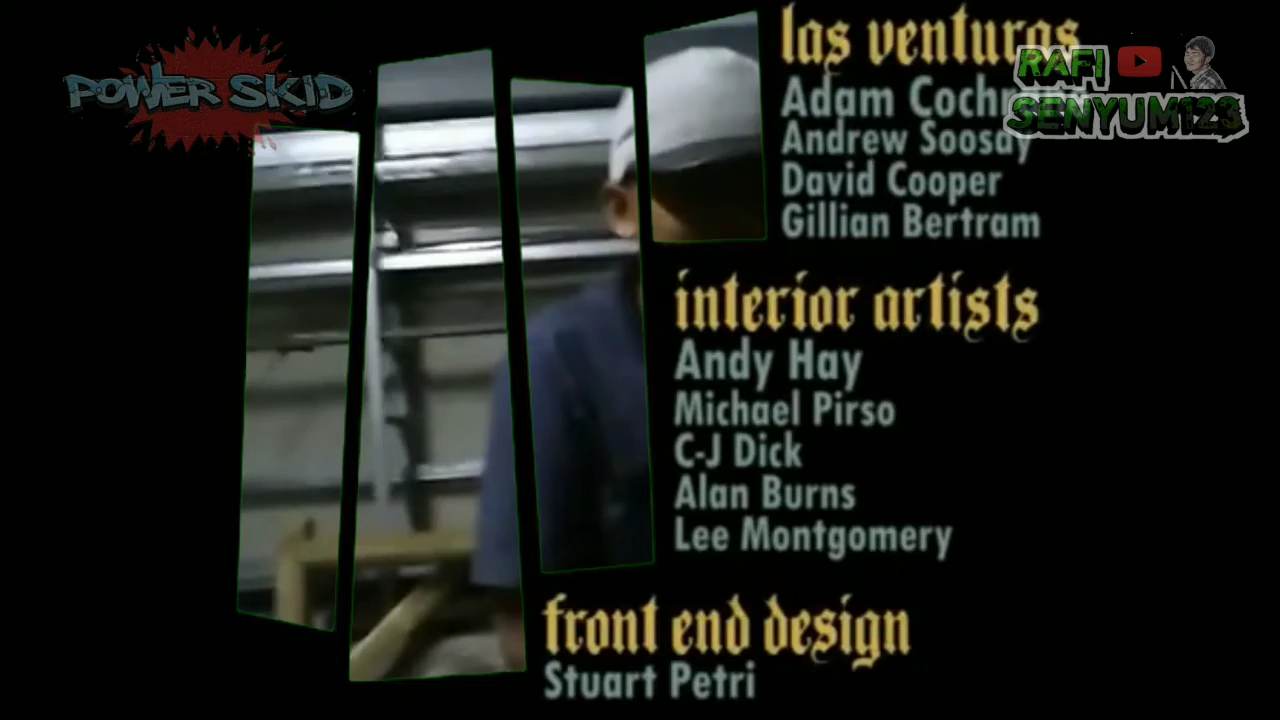 POWER SKID
las venturas
RAFI
SENYUM123
Adam
Andrew Soosay
David Cooper
Gillian Bertram
interior artists
Andy Hay
Michael Pirso
C-J Dick
Alan Burns
Lee Montgomery
front end design
Stuart Petri